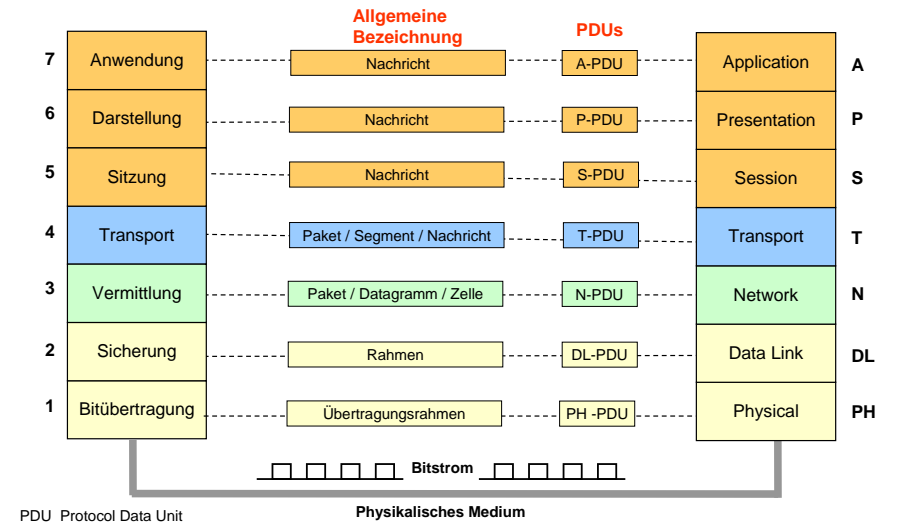 Allgemeine
Bezeichnung
PDUs
7 Anwendung Nachricht A-PDU Application A
6 Darstellung Nachricht P-PDU Presentation P
5 Sitzung Nachricht S-PDU Session S
4 Transport Paket / Segment / Nachricht T-PDU Transport T
3 Vermittlung Paket / Datagramm / Zelle N-PDU Network N
2 Sicherung Rahmen DL-PDU Data Link DL
1 Bitübertragung Übertragungsrahmen PH -PDU Physical PH
Bitstrom
Physikalisches Medium
PDU Protocol Data Unit